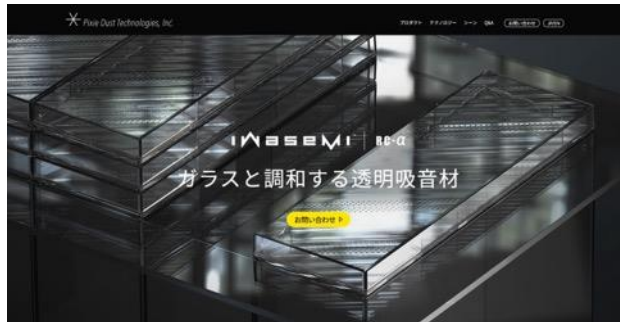 Pixie Dust Technologies, Inc.
プロダクト テクノロジー シーン Q&A お問い合わせ JP/EN
iwasemi RC-α
ガラスと調和する透明吸音材
お問い合わせ